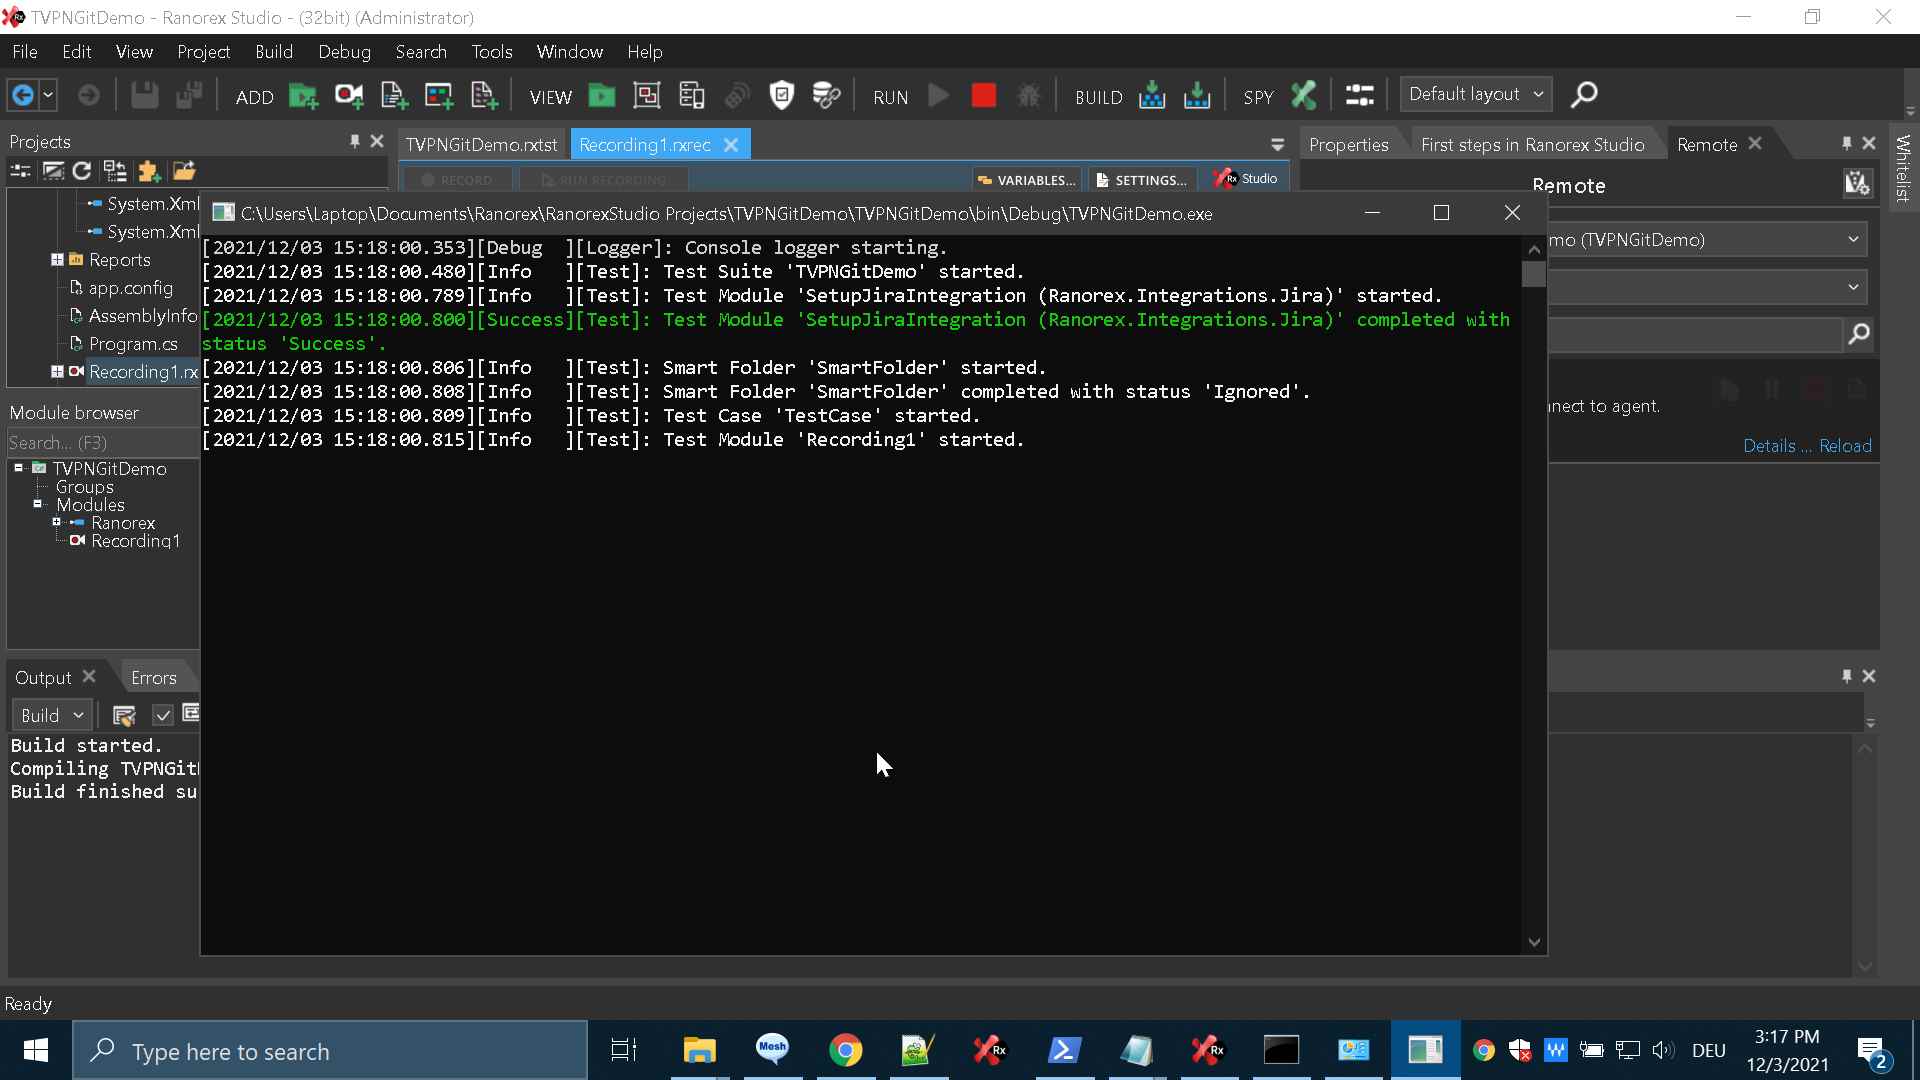 TVPNGitDemo - Ranorex Studio - (32bit) (Administrator)
File Edit View Project Build Debug Search Tools Window Help
ADD VIEW RUN BUILD SPY Default layout
Projects
TVPNGitDemo.rxtst Recording1.rxrec
Properties First steps in Ranorex Studio Remote
Whitelist
RECORD RUN RECORDING VARIABLES... SETTINGS... Rx Studio
Remote
System.Xml
System.Xml
Reports
app.config
AssemblyInfo
Program.cs
Recording1.rx
C:\Users\Laptop\Documents\Ranorex\RanorexStudio Projects\TVPNGitDemo\TVPNGitDemo\bin\Debug\TVPNGitDemo.exe
[2021/12/03 15:18:00.353][Debug  ][Logger]: Console logger starting.
[2021/12/03 15:18:00.480][Info   ][Test]: Test Suite 'TVPNGitDemo' started.
[2021/12/03 15:18:00.789][Info   ][Test]: Test Module 'SetupJiraIntegration (Ranorex.Integrations.Jira)' started.
[2021/12/03 15:18:00.800][Success][Test]: Test Module 'SetupJiraIntegration (Ranorex.Integrations.Jira)' completed with
status 'Success'.
[2021/12/03 15:18:00.806][Info   ][Test]: Smart Folder 'SmartFolder' started.
[2021/12/03 15:18:00.808][Info   ][Test]: Smart Folder 'SmartFolder' completed with status 'Ignored'.
[2021/12/03 15:18:00.809][Info   ][Test]: Test Case 'TestCase' started.
[2021/12/03 15:18:00.815][Info   ][Test]: Test Module 'Recording1' started.
mo (TVPNGitDemo)
nnect to agent.
Details ... Reload
Module browser
Search... (F3)
TVPNGitDemo
Groups
Modules
Ranorex
Recording1
Output Errors
Build
Build started.
Compiling TVPNGit
Build finished su
Ready
Type here to search
Mesh
Rx
Rx
DEU
3:17 PM
12/3/2021
2